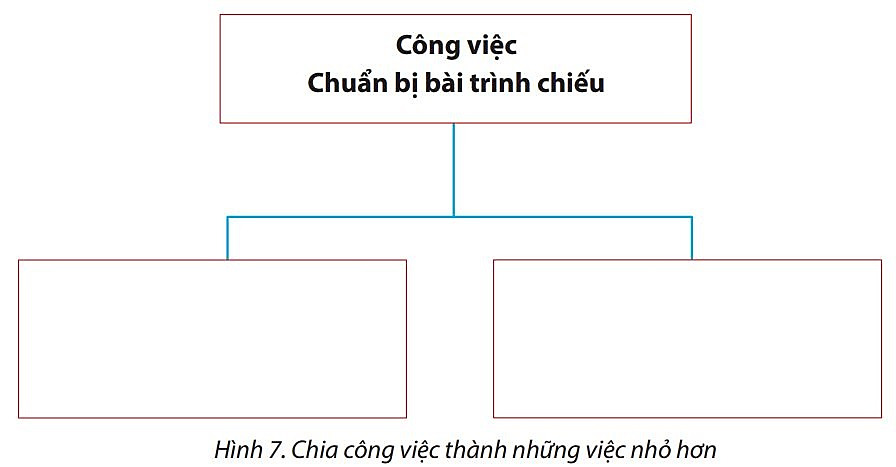 Công việc
Chuẩn bị bài trình chiếu
Hình 7. Chia công việc thành những việc nhỏ hơn